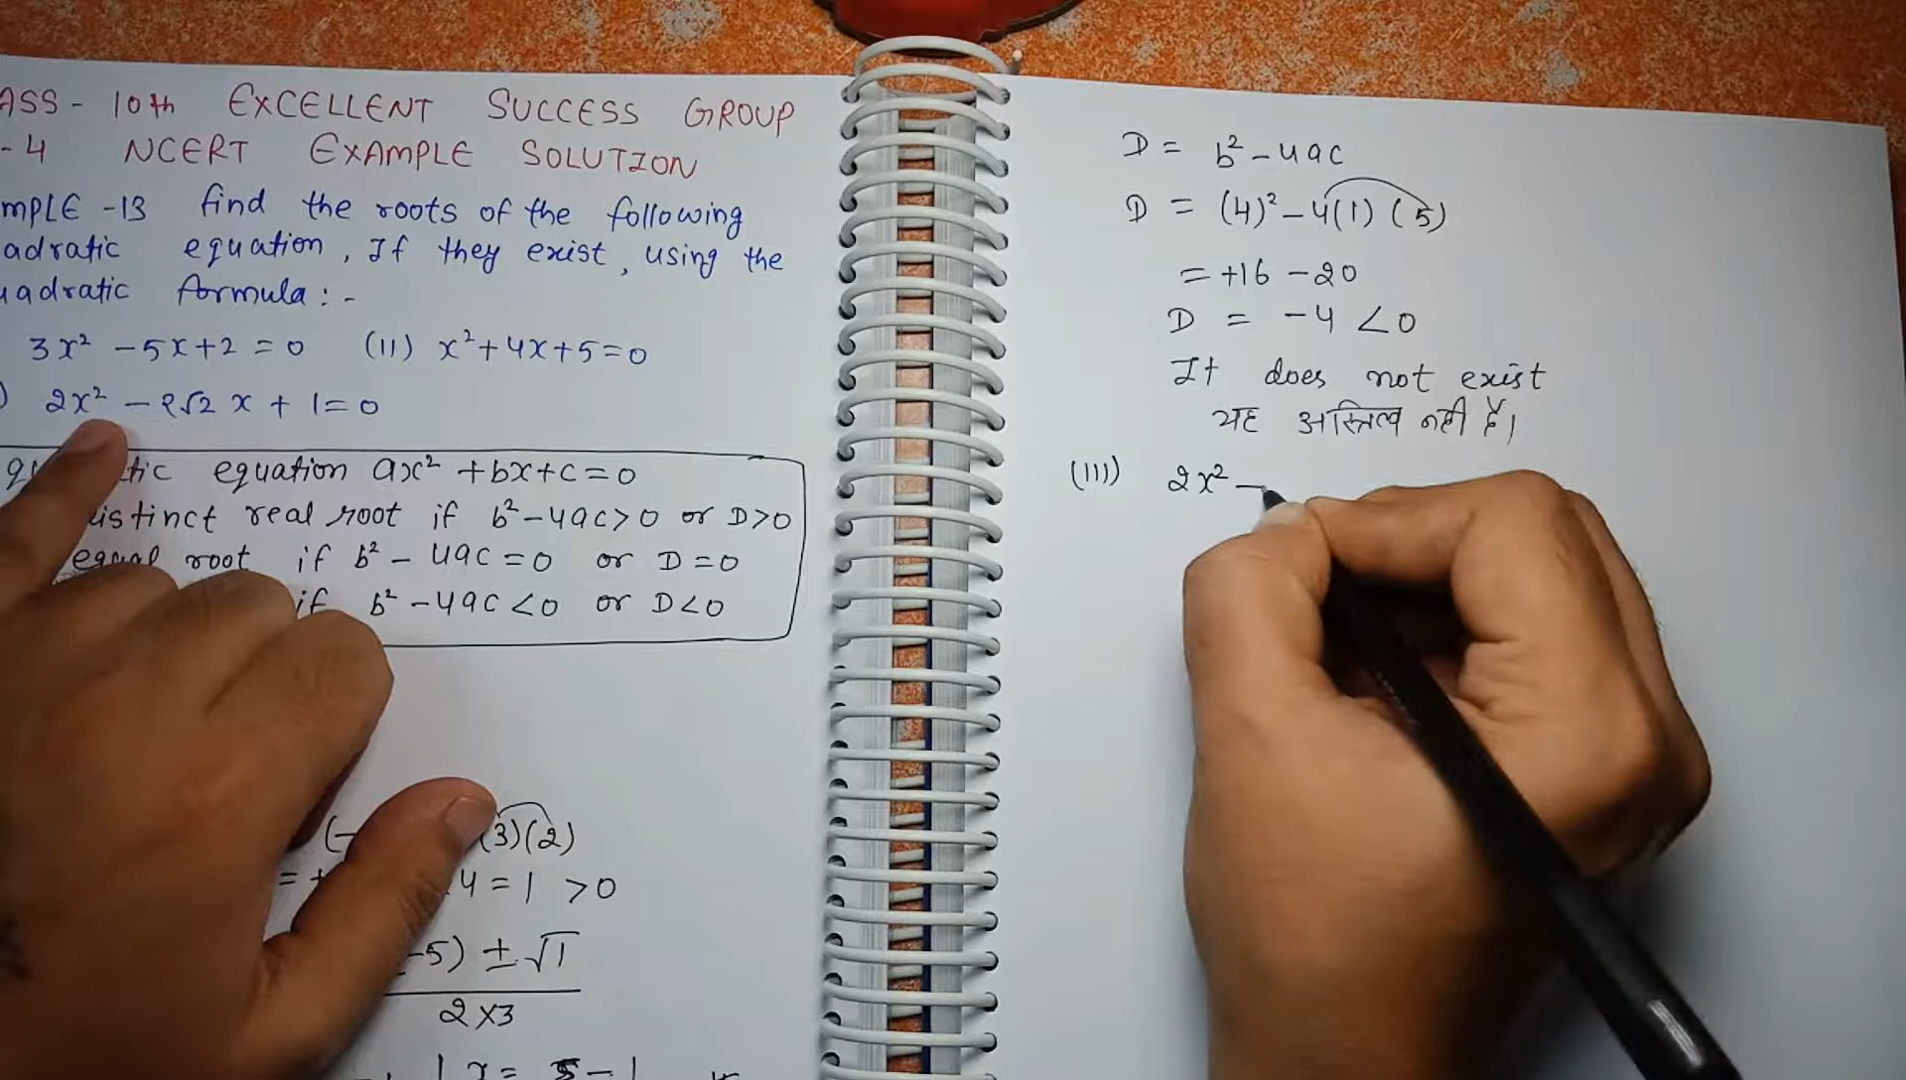 ASS - 10th EXCELLENT SUCCESS GROUP
- 4 NCERT EXAMPLE SOLUTION
MPLE -13 find the roots of the following
adratic equation, If they exist, using the
adratic formula : -
3x² - 5x + 2 = 0 (II) x² + 4x + 5 = 0
) 2x² - 2√2 x + 1 = 0
tic equation ax² + bx + c = 0
istinct real root if b² - 4ac > 0 or D > 0
equal root if b² - 4ac = 0 or D = 0
if b² - 4ac < 0 or D < 0
(- (3)(2)
= + 4 = 1 > 0
-5) ± √1
2 × 3
D = b² - 4ac
D = (4)² - 4(1) (5)
= +16 - 20
D = -4 < 0
It does not exist
यह अस्तित्व नही है।
(III) 2x² -